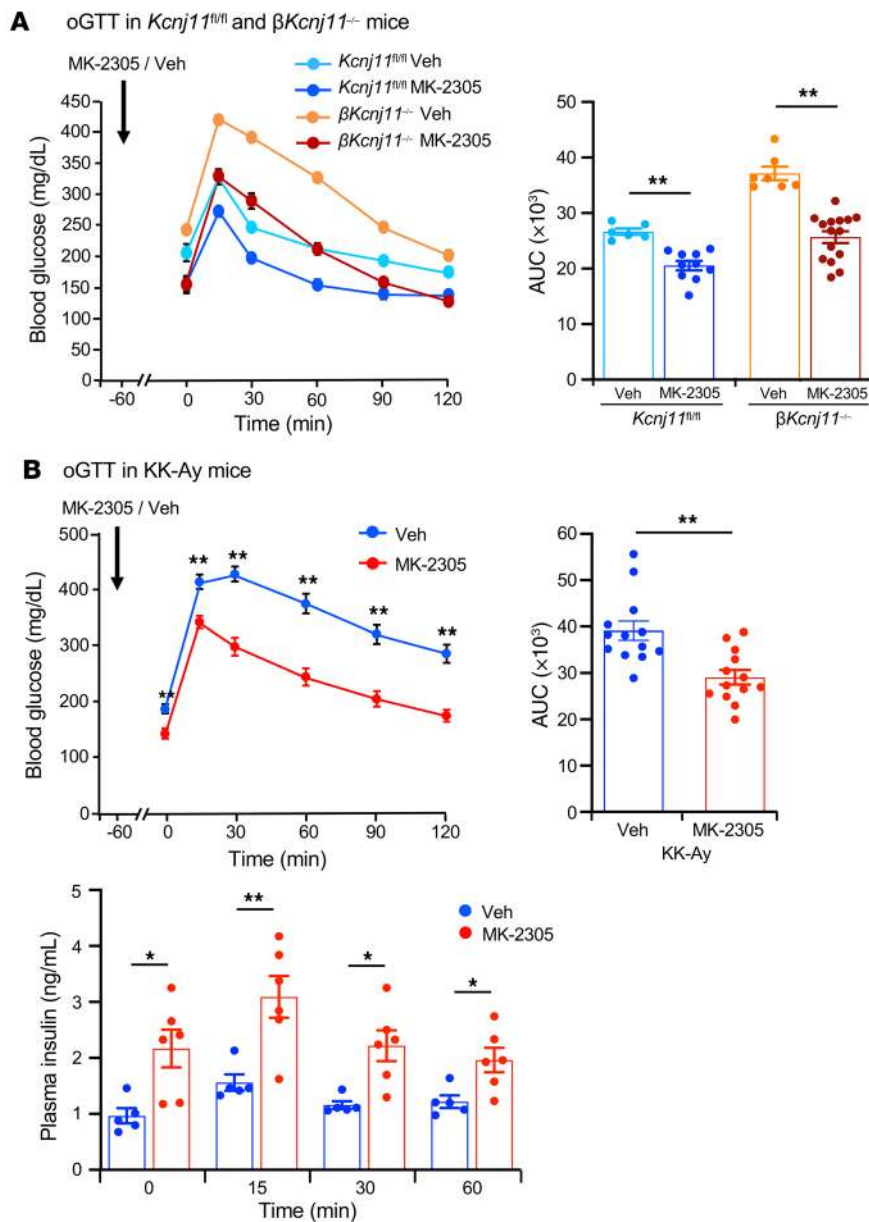 A oGTT in Kcnj11fl/fl and βKcnj11–/– mice
MK-2305 / Veh
Kcnj11fl/fl Veh
Kcnj11fl/fl MK-2305
βKcnj11–/– Veh
βKcnj11–/– MK-2305
Blood glucose (mg/dL)
450
400
350
300
250
200
150
100
50
0
-60 0 30 60 90 120
Time (min)
AUC (×10³)
50
40
30
20
10
0
** **
Veh MK-2305 Veh MK-2305
Kcnj11fl/fl βKcnj11–/–
B oGTT in KK-Ay mice
MK-2305 / Veh
Veh
MK-2305
Blood glucose (mg/dL)
500
400
300
200
100
0
** ** ** ** ** **
-60 0 30 60 90 120
Time (min)
AUC (×10³)
60
50
40
30
20
10
0
**
Veh MK-2305
KK-Ay
Plasma insulin (ng/mL)
5
4
3
2
1
0
* ** * *
Veh
MK-2305
0 15 30 60
Time (min)